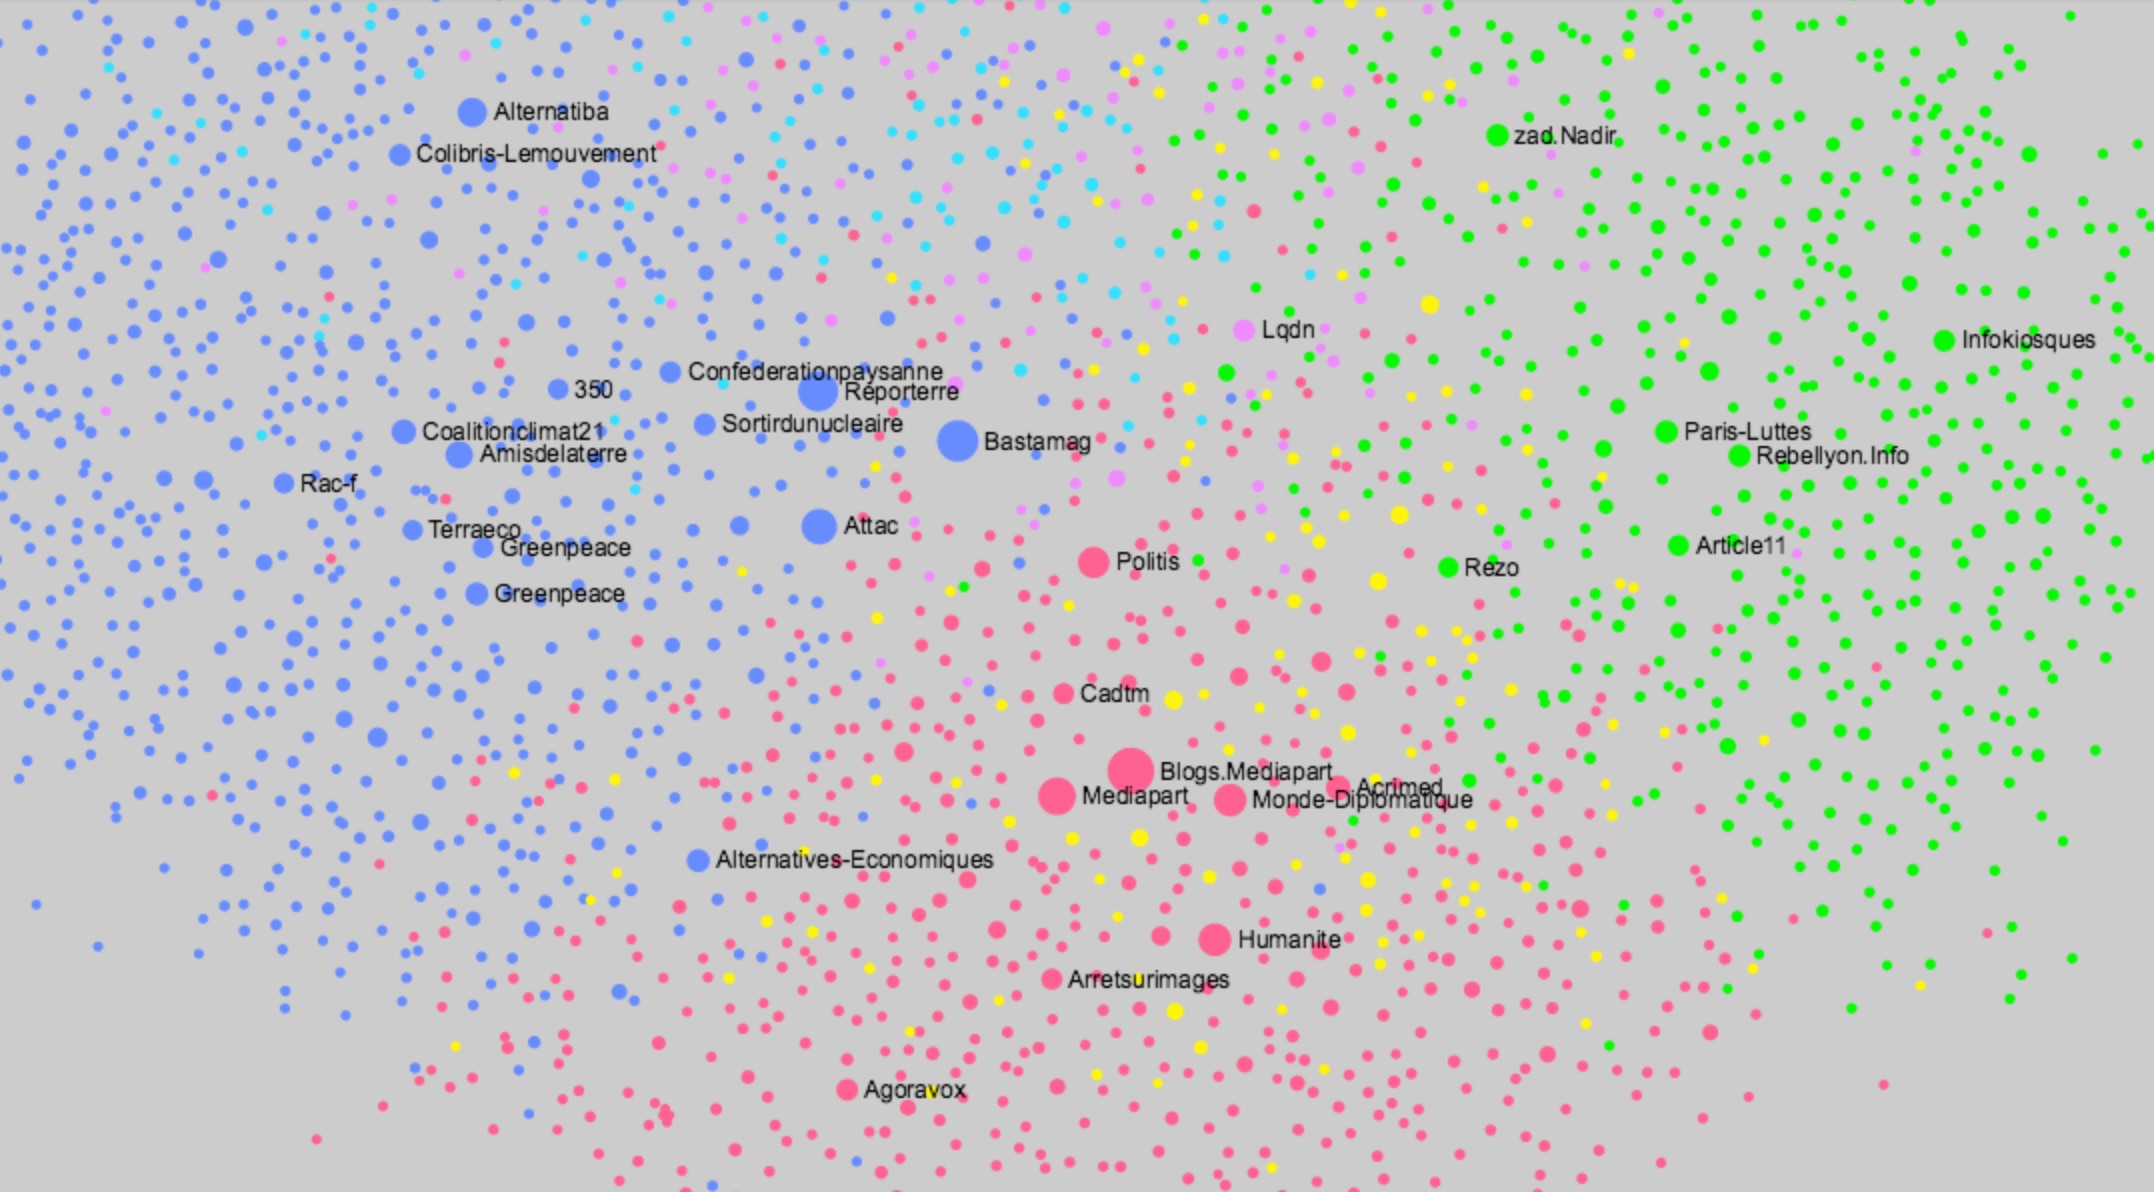 Alternatiba
zad.Nadir
Colibris-Lemouvement
Lqdn
Infokiosques
Confederationpaysanne
350
Reporterre
Sortirdunucleaire
Coalitionclimat21
Paris-Luttes
Bastamag
Amisdelaterre
Rebellyon.Info
Rac-f
Attac
Terraeco
Article11
Greenpeace
Politis
Rezo
Greenpeace
Cadtm
Blogs.Mediapart
Acrimed
Mediapart
Monde-Diplomatique
Alternatives-Economiques
Humanite
Arretsurimages
Agoravox